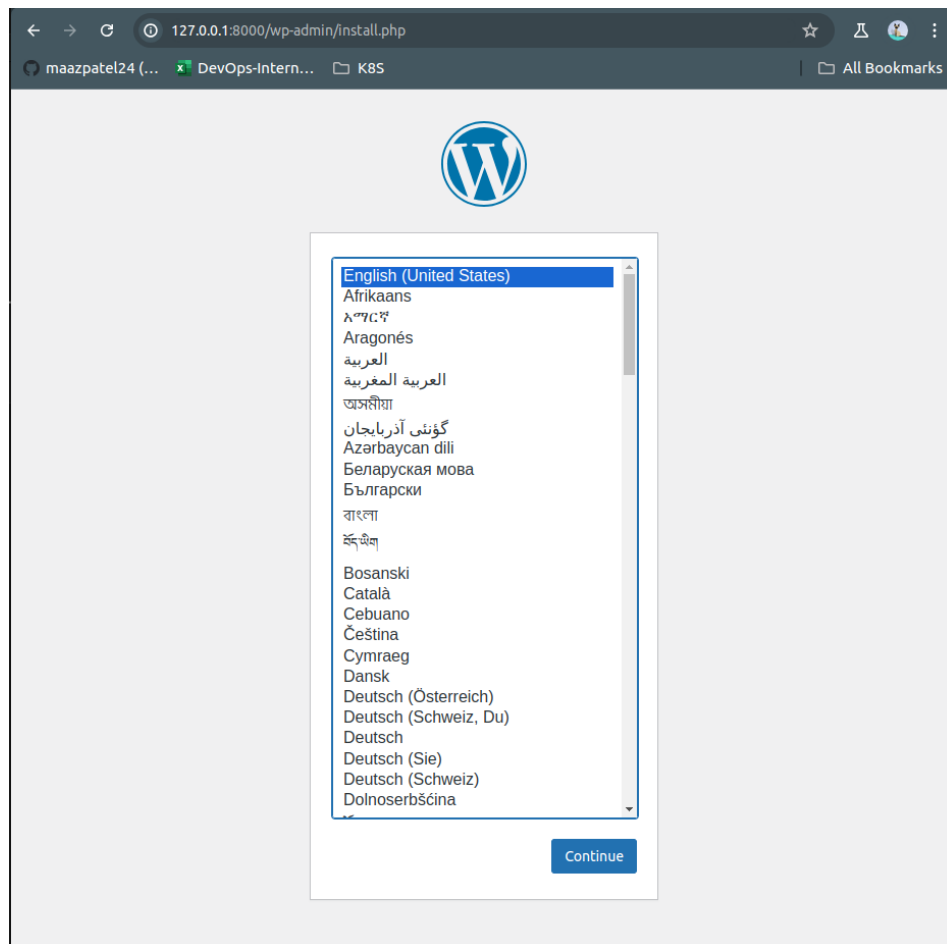 127.0.0.1:8000/wp-admin/install.php
maazpatel24 (... DevOps-Intern... K8S All Bookmarks
English (United States)
Afrikaans
አማርኛ
Aragonés
العربية
العربية المغربية
অসমীয়া
گؤنئی آذربایجان
Azərbaycan dili
Беларуская мова
Български
বাংলা
བོད་ཡིག
Bosanski
Català
Cebuano
Čeština
Cymraeg
Dansk
Deutsch (Österreich)
Deutsch (Schweiz, Du)
Deutsch
Deutsch (Sie)
Deutsch (Schweiz)
Dolnoserbšćina
Continue